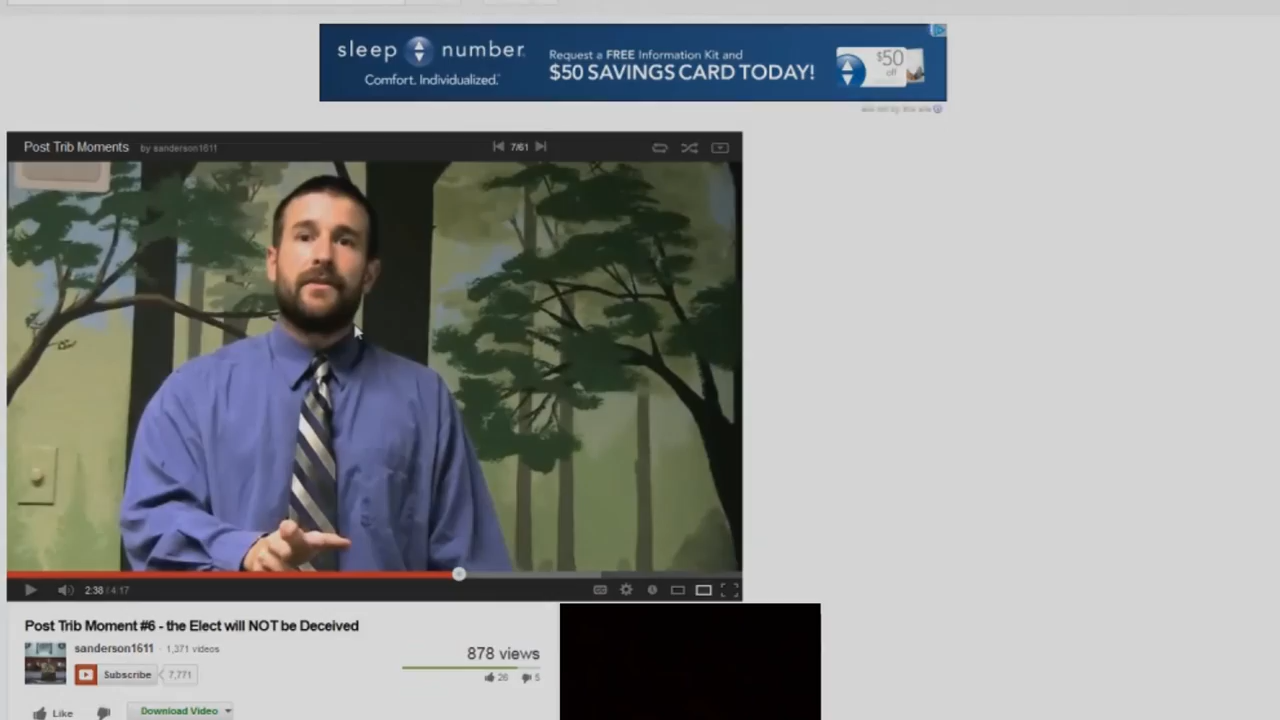 sleep number
Comfort. Individualized.
Request a FREE Information Kit and
$50 SAVINGS CARD TODAY!
$50
off
Post Trib Moments by sanderson1611
7/61
2:38 / 4:17
Post Trib Moment #6 - the Elect will NOT be Deceived
sanderson1611 · 1,371 videos
Subscribe 7,771
878 views
26 5
Like
Download Video